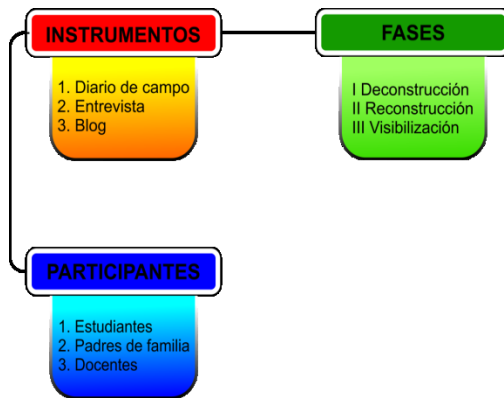 INSTRUMENTOS
1. Diario de campo
2. Entrevista
3. Blog
FASES
I Deconstrucción
II Reconstrucción
III Visibilización
PARTICIPANTES
1. Estudiantes
2. Padres de familia
3. Docentes